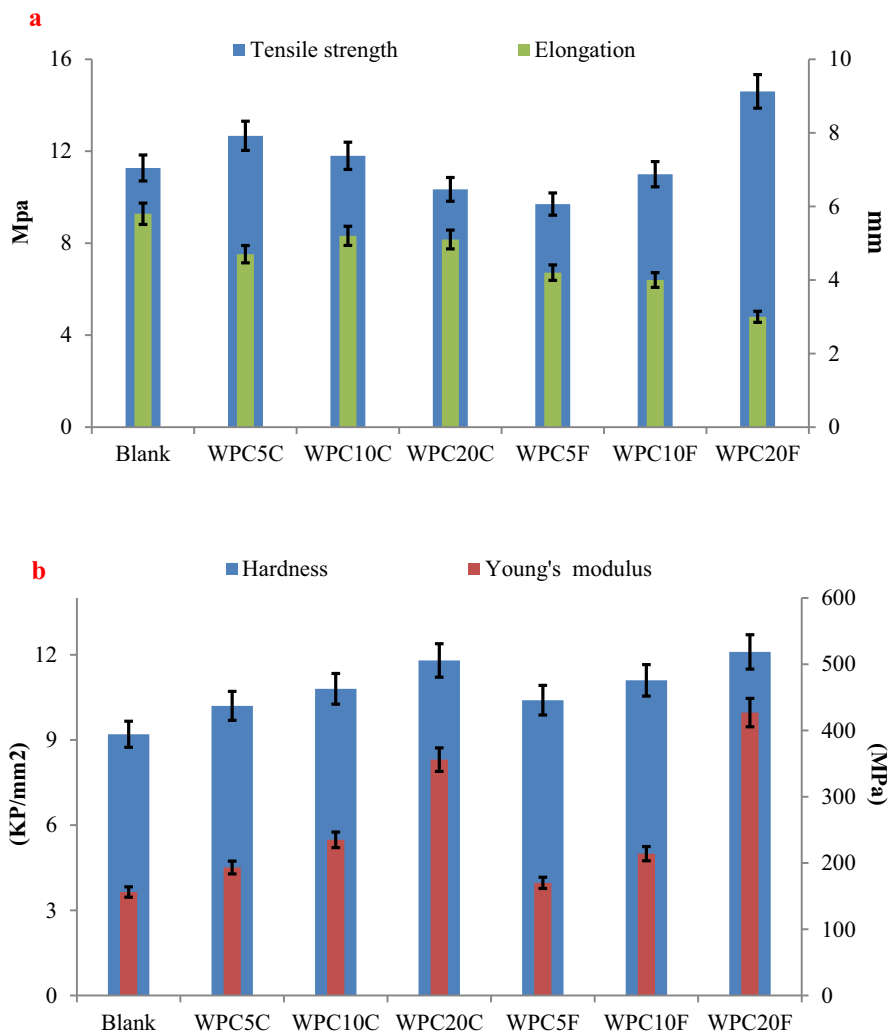 a
Tensile strength Elongation
16 10
12 8
8 6
4 4
0 2
0
Mpa
mm
Blank WPC5C WPC10C WPC20C WPC5F WPC10F WPC20F
b
Hardness Young's modulus
12 600
9 500
6 400
3 300
0 200
100
0
(KP/mm2)
(MPa)
Blank WPC5C WPC10C WPC20C WPC5F WPC10F WPC20F